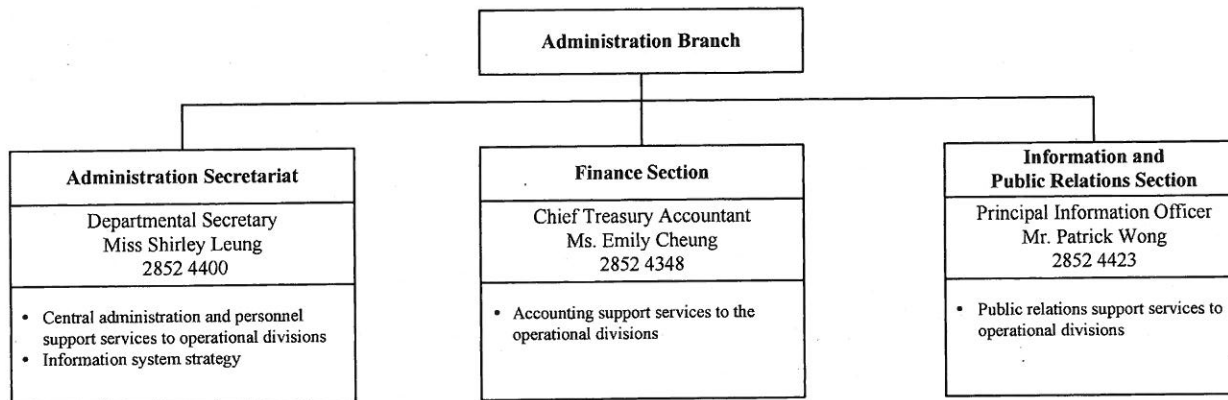 Administration Branch
Administration Secretariat
Departmental Secretary
Miss Shirley Leung
2852 4400
• Central administration and personnel
support services to operational divisions
• Information system strategy
Finance Section
Chief Treasury Accountant
Ms. Emily Cheung
2852 4348
• Accounting support services to the
operational divisions
Information and
Public Relations Section
Principal Information Officer
Mr. Patrick Wong
2852 4423
• Public relations support services to
operational divisions